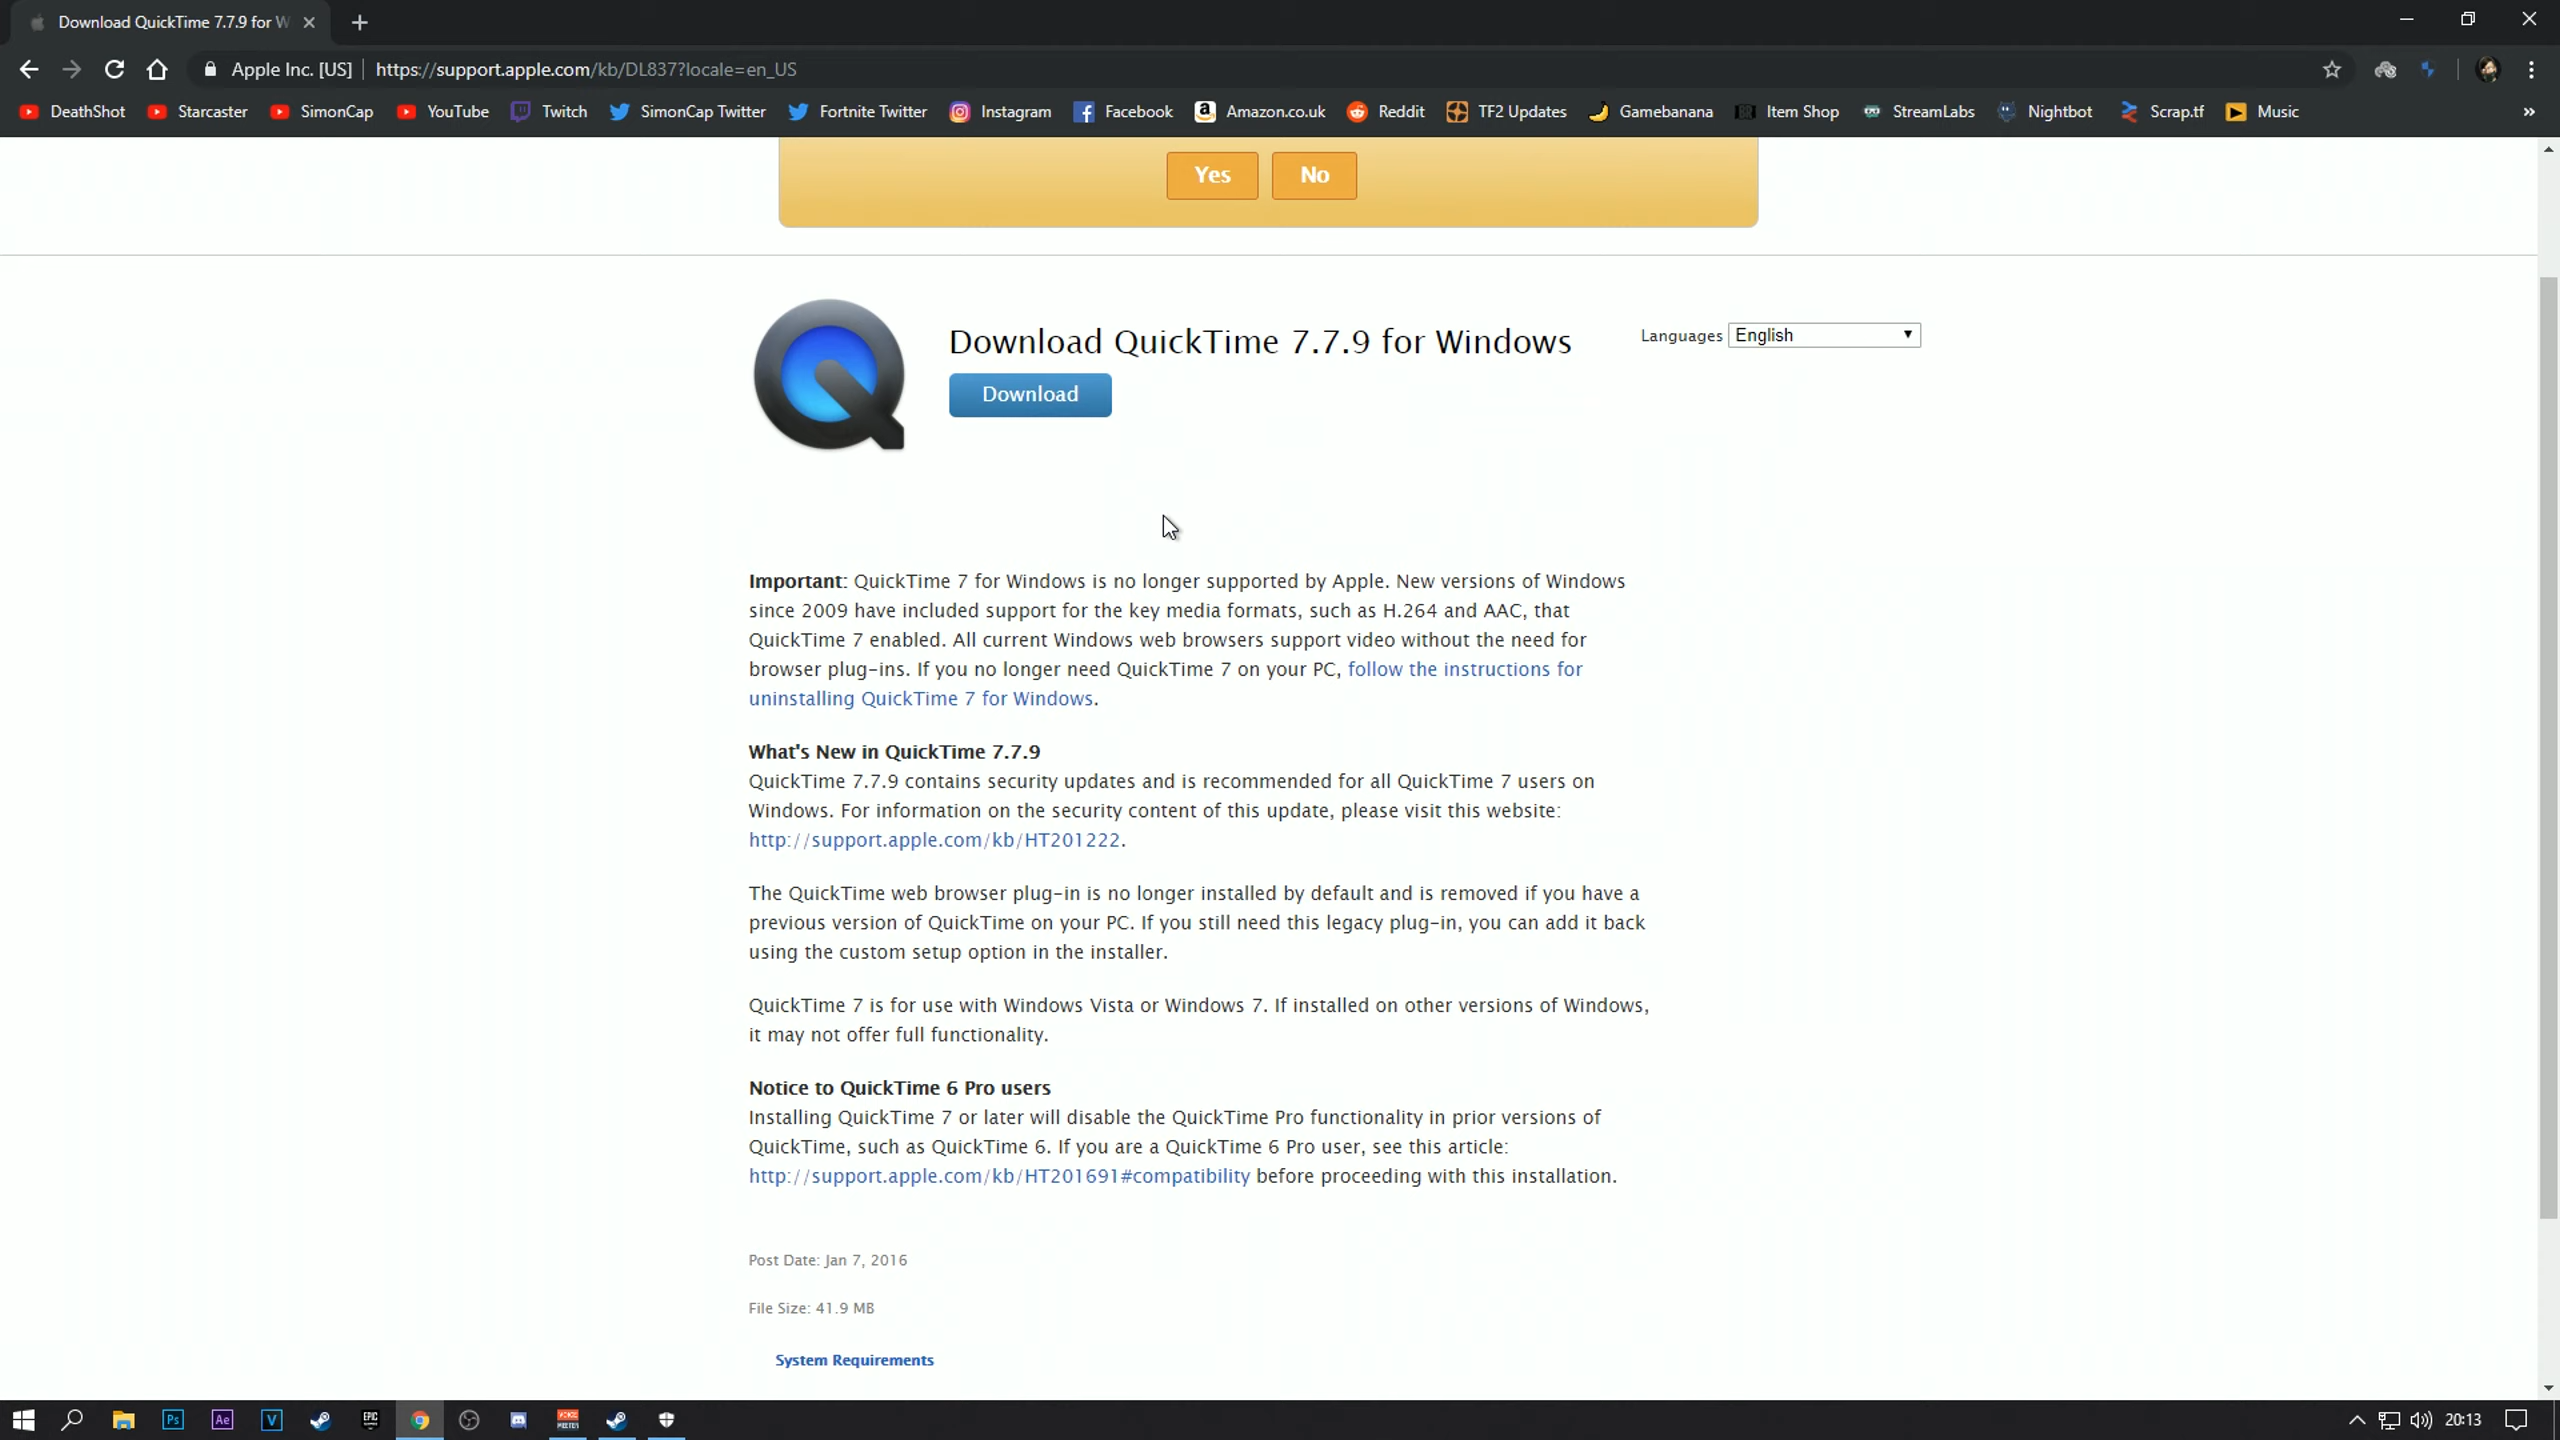 Download QuickTime 7.7.9 for W
Apple Inc. [US] https://support.apple.com/kb/DL837?locale=en_US
DeathShot Starcaster SimonCap YouTube Twitch SimonCap Twitter Fortnite Twitter Instagram Facebook Amazon.co.uk Reddit TF2 Updates Gamebanana Item Shop StreamLabs Nightbot Scrap.tf Music »
Yes No
Download QuickTime 7.7.9 for Windows
Languages English
Download
Important: QuickTime 7 for Windows is no longer supported by Apple. New versions of Windows
since 2009 have included support for the key media formats, such as H.264 and AAC, that
QuickTime 7 enabled. All current Windows web browsers support video without the need for
browser plug-ins. If you no longer need QuickTime 7 on your PC, follow the instructions for
uninstalling QuickTime 7 for Windows.
What's New in QuickTime 7.7.9
QuickTime 7.7.9 contains security updates and is recommended for all QuickTime 7 users on
Windows. For information on the security content of this update, please visit this website:
http://support.apple.com/kb/HT201222.
The QuickTime web browser plug-in is no longer installed by default and is removed if you have a
previous version of QuickTime on your PC. If you still need this legacy plug-in, you can add it back
using the custom setup option in the installer.
QuickTime 7 is for use with Windows Vista or Windows 7. If installed on other versions of Windows,
it may not offer full functionality.
Notice to QuickTime 6 Pro users
Installing QuickTime 7 or later will disable the QuickTime Pro functionality in prior versions of
QuickTime, such as QuickTime 6. If you are a QuickTime 6 Pro user, see this article:
http://support.apple.com/kb/HT201691#compatibility before proceeding with this installation.
Post Date: Jan 7, 2016
File Size: 41.9 MB
System Requirements
Ps Ae V EPIC VOICE MEETER 20:13